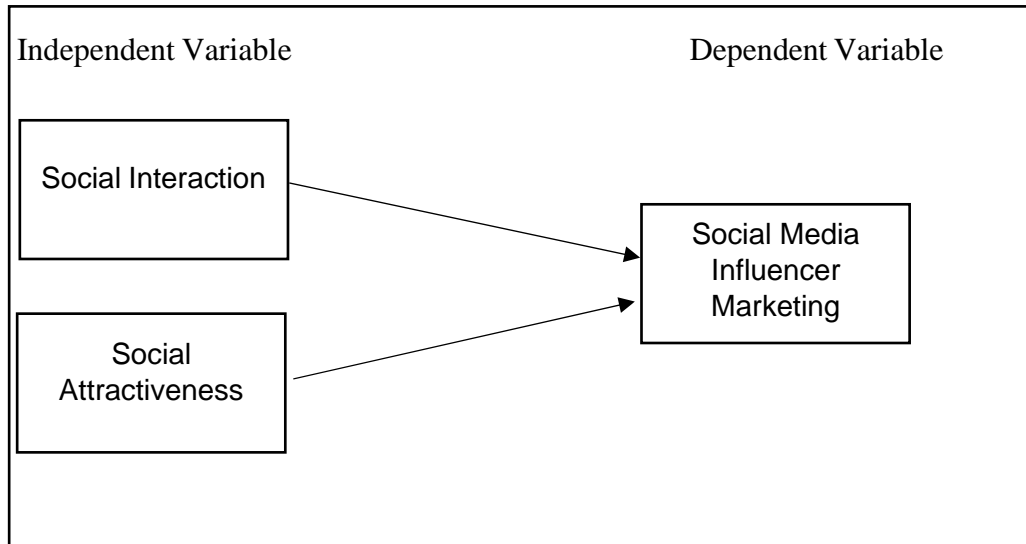 Independent Variable
Dependent Variable
Social Interaction
Social Media
Influencer
Marketing
Social
Attractiveness